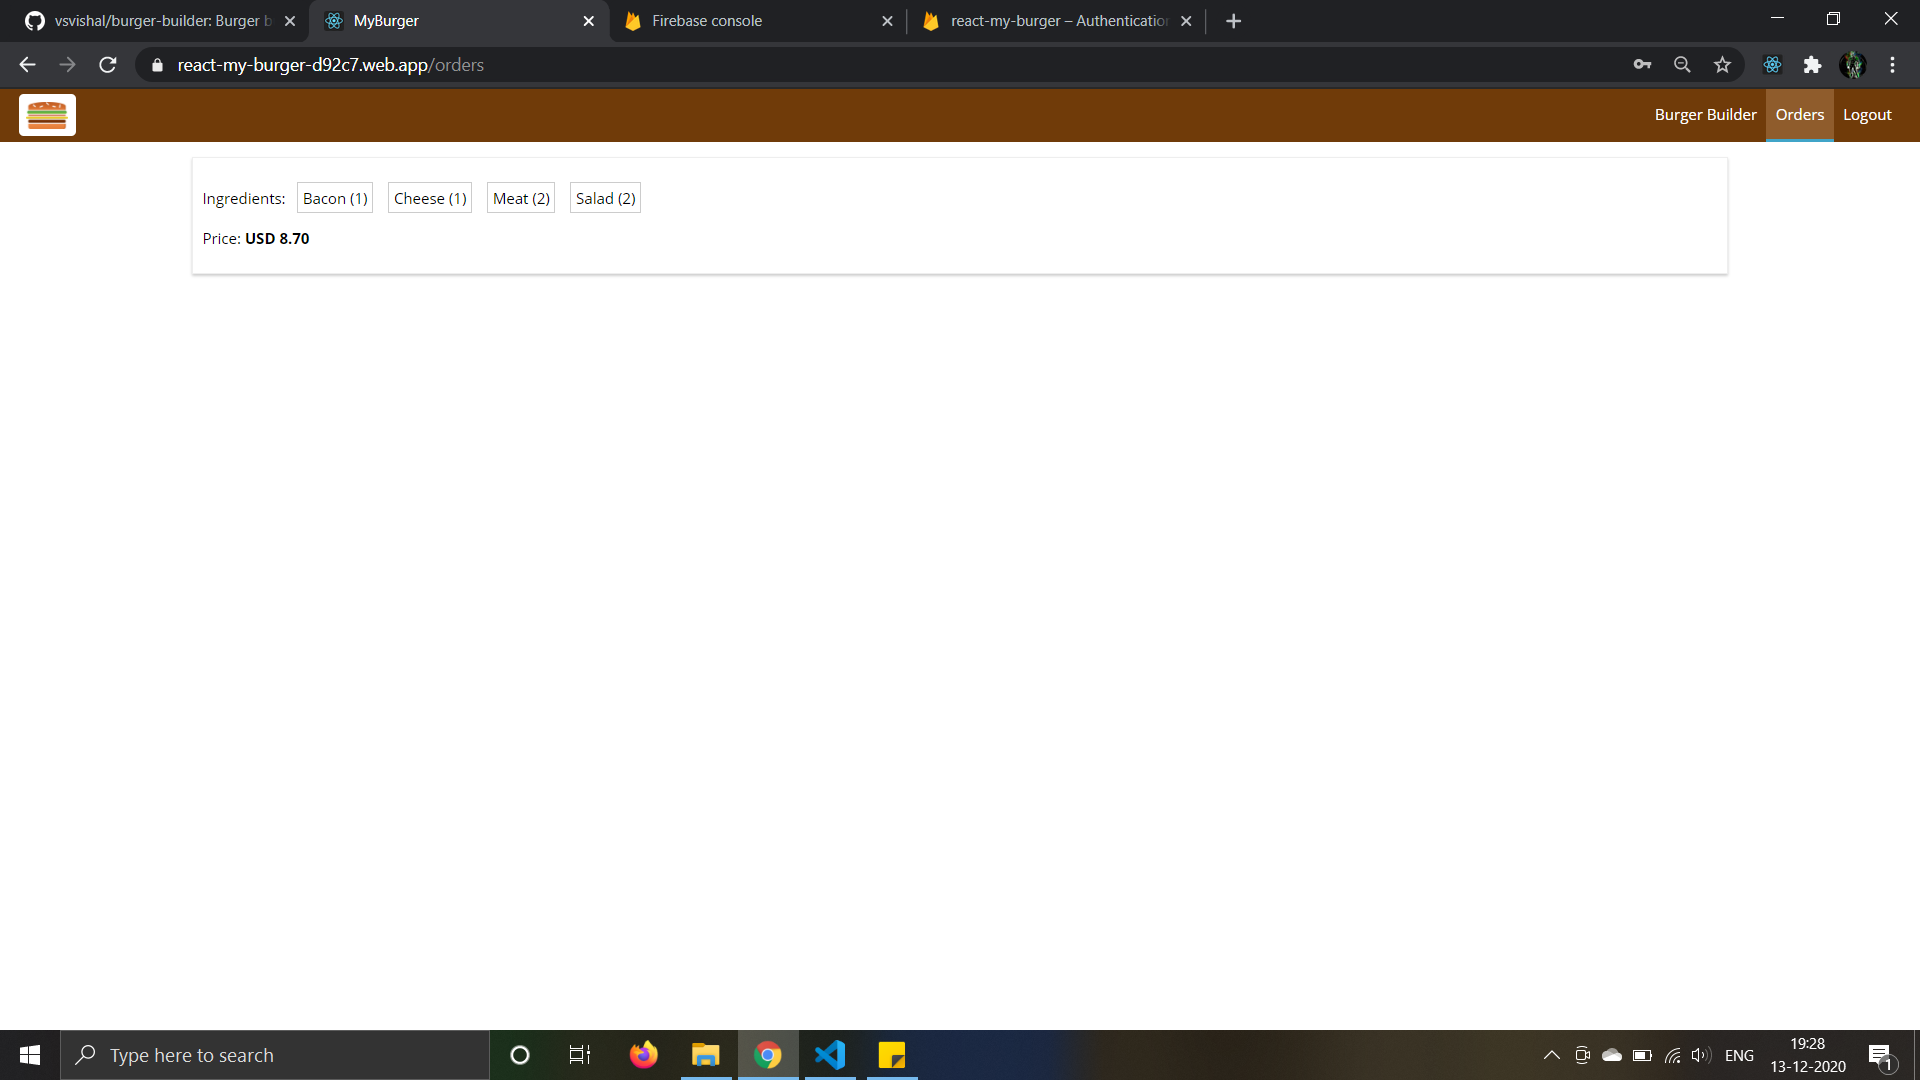 vsvishal/burger-builder: Burger b
MyBurger
Firebase console
react-my-burger – Authentication
react-my-burger-d92c7.web.app/orders
Burger Builder
Orders
Logout
Ingredients: Bacon (1) Cheese (1) Meat (2) Salad (2)
Price: USD 8.70
Type here to search
ENG
19:28
13-12-2020
1